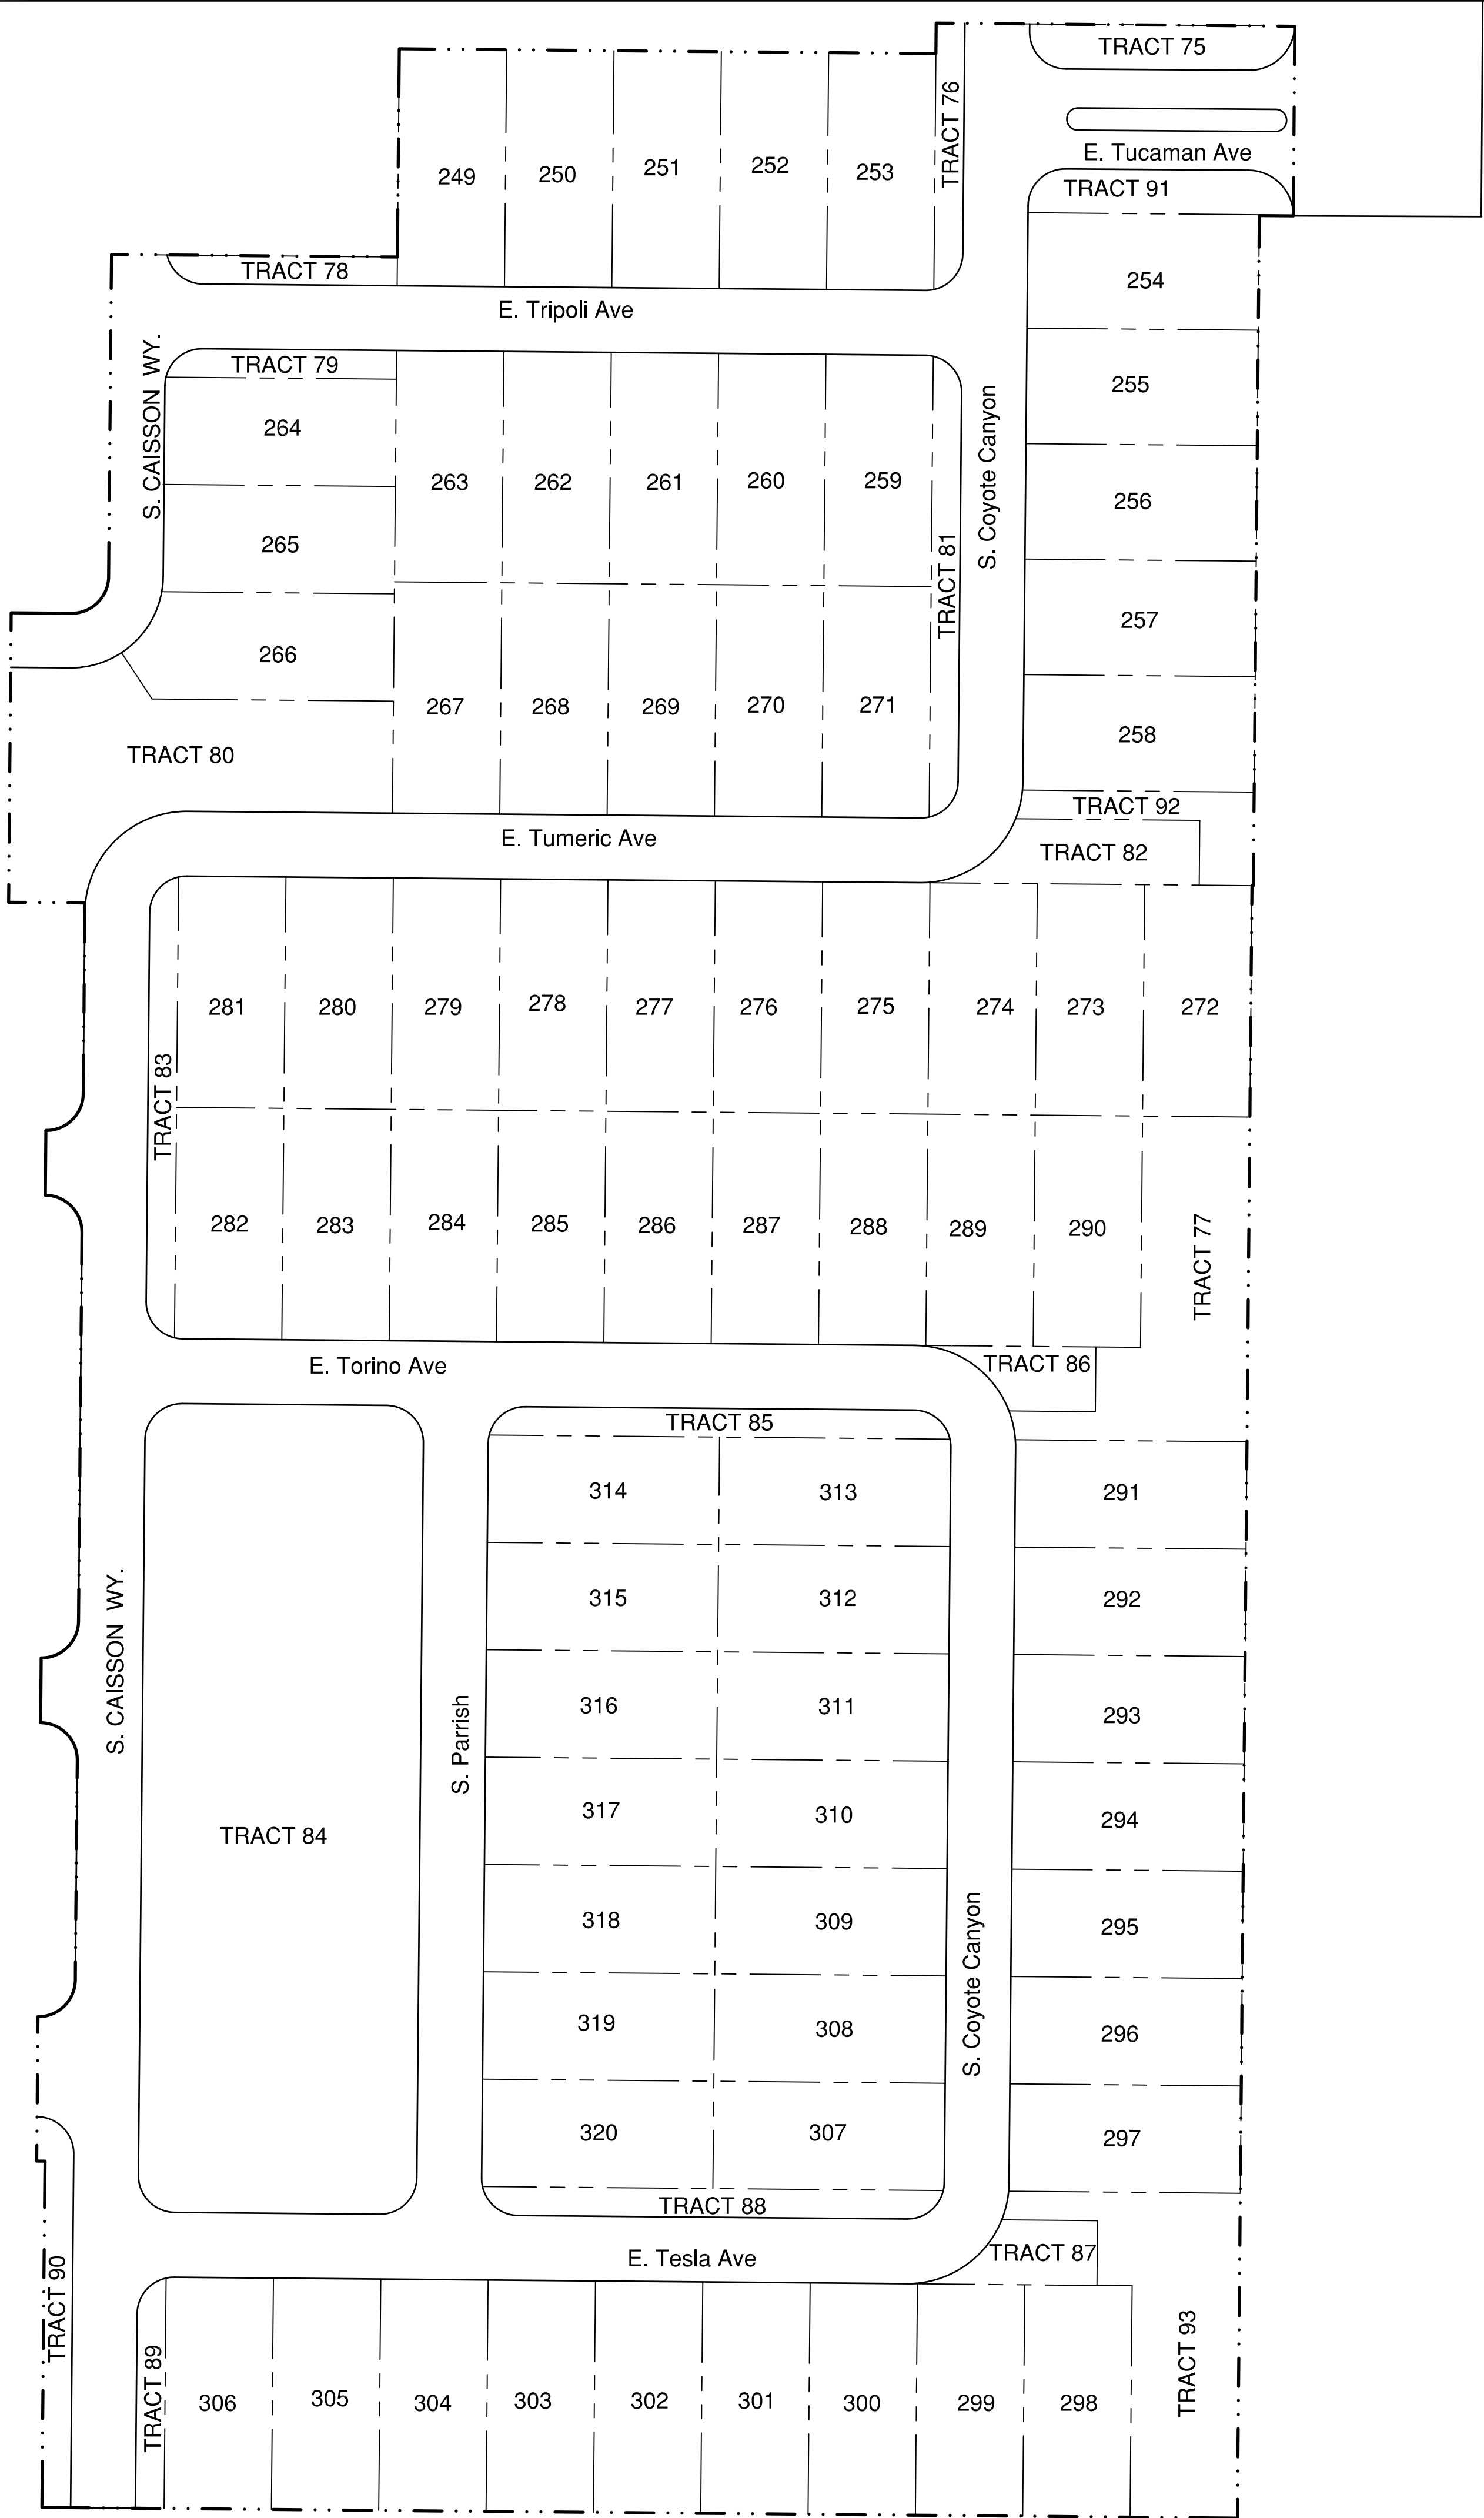 TRACT 75
TRACT 76
E. Tucaman Ave
249
250
251
252
253
TRACT 91
TRACT 78
254
E. Tripoli Ave
S. CAISSON WY.
TRACT 79
255
264
S. Coyote Canyon
263
262
261
260
259
256
265
TRACT 81
257
266
267
268
269
270
271
258
TRACT 80
TRACT 92
E. Tumeric Ave
TRACT 82
281
280
279
278
277
276
275
274
273
272
TRACT 83
282
283
284
285
286
287
288
289
290
TRACT 77
E. Torino Ave
TRACT 86
TRACT 85
314
313
291
315
312
292
S. CAISSON WY.
316
311
293
S. Parrish
317
310
294
TRACT 84
318
309
295
S. Coyote Canyon
319
308
296
320
307
297
TRACT 88
E. Tesla Ave
TRACT 87
TRACT 90
TRACT 89
306
305
304
303
302
301
300
299
298
TRACT 93